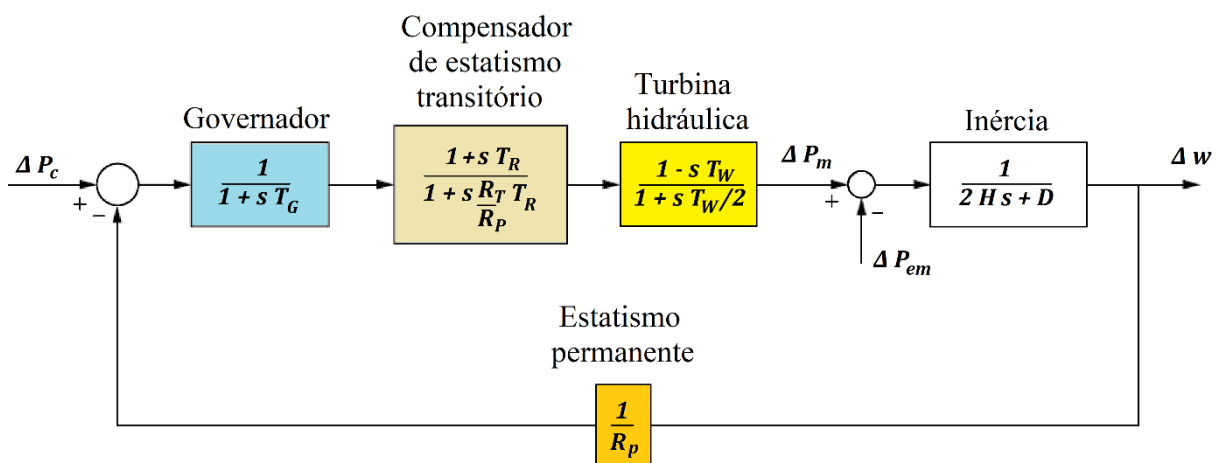 Compensador
de estatismo
transitório
Governador
Turbina
hidráulica
Inércia
Δ P_c
+
−
1
1 + s T_G
1 + s T_R
1 + s R_T T_R
R_P
1 - s T_W
1 + s T_W/2
Δ P_m
+
−
Δ P_em
1
2 H s + D
Δ w
Estatismo
permanente
1
R_p